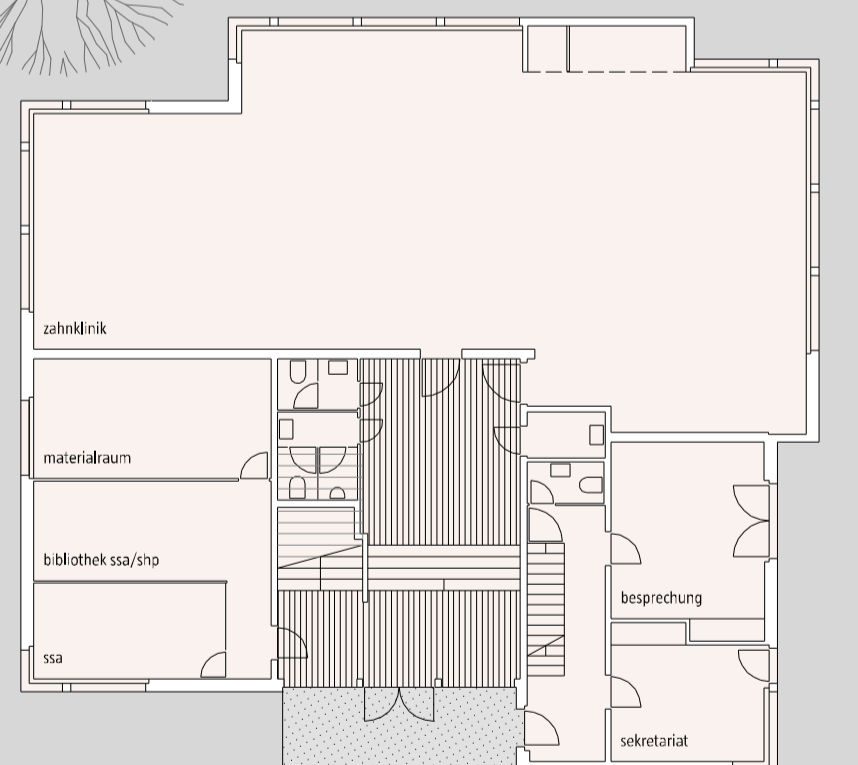 zahnklinik
materialraum
bibliothek ssa/shp
besprechung
ssa
sekretariat